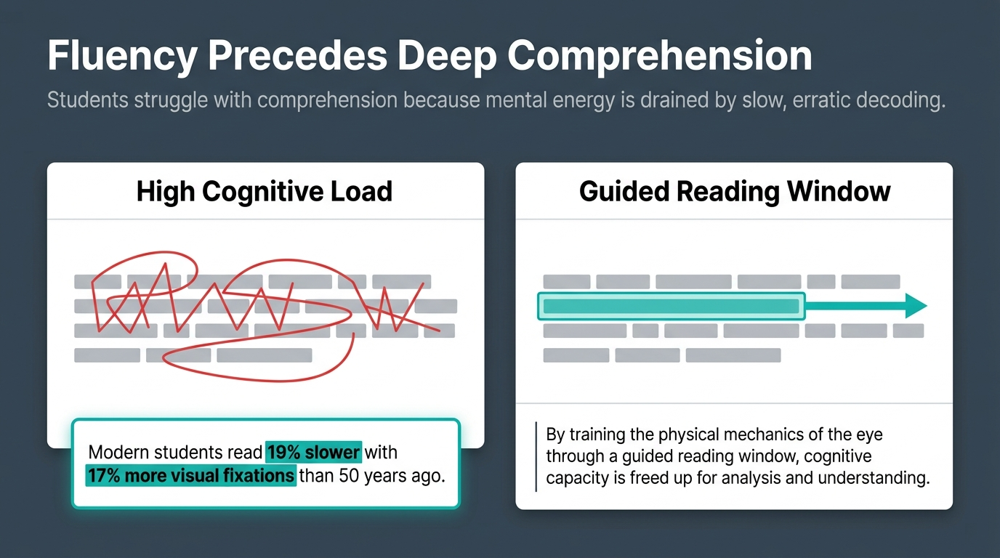 Fluency Precedes Deep Comprehension
Students struggle with comprehension because mental energy is drained by slow, erratic decoding.
High Cognitive Load
Modern students read 19% slower with
17% more visual fixations than 50 years ago.
Guided Reading Window
By training the physical mechanics of the eye
through a guided reading window, cognitive
capacity is freed up for analysis and understanding.